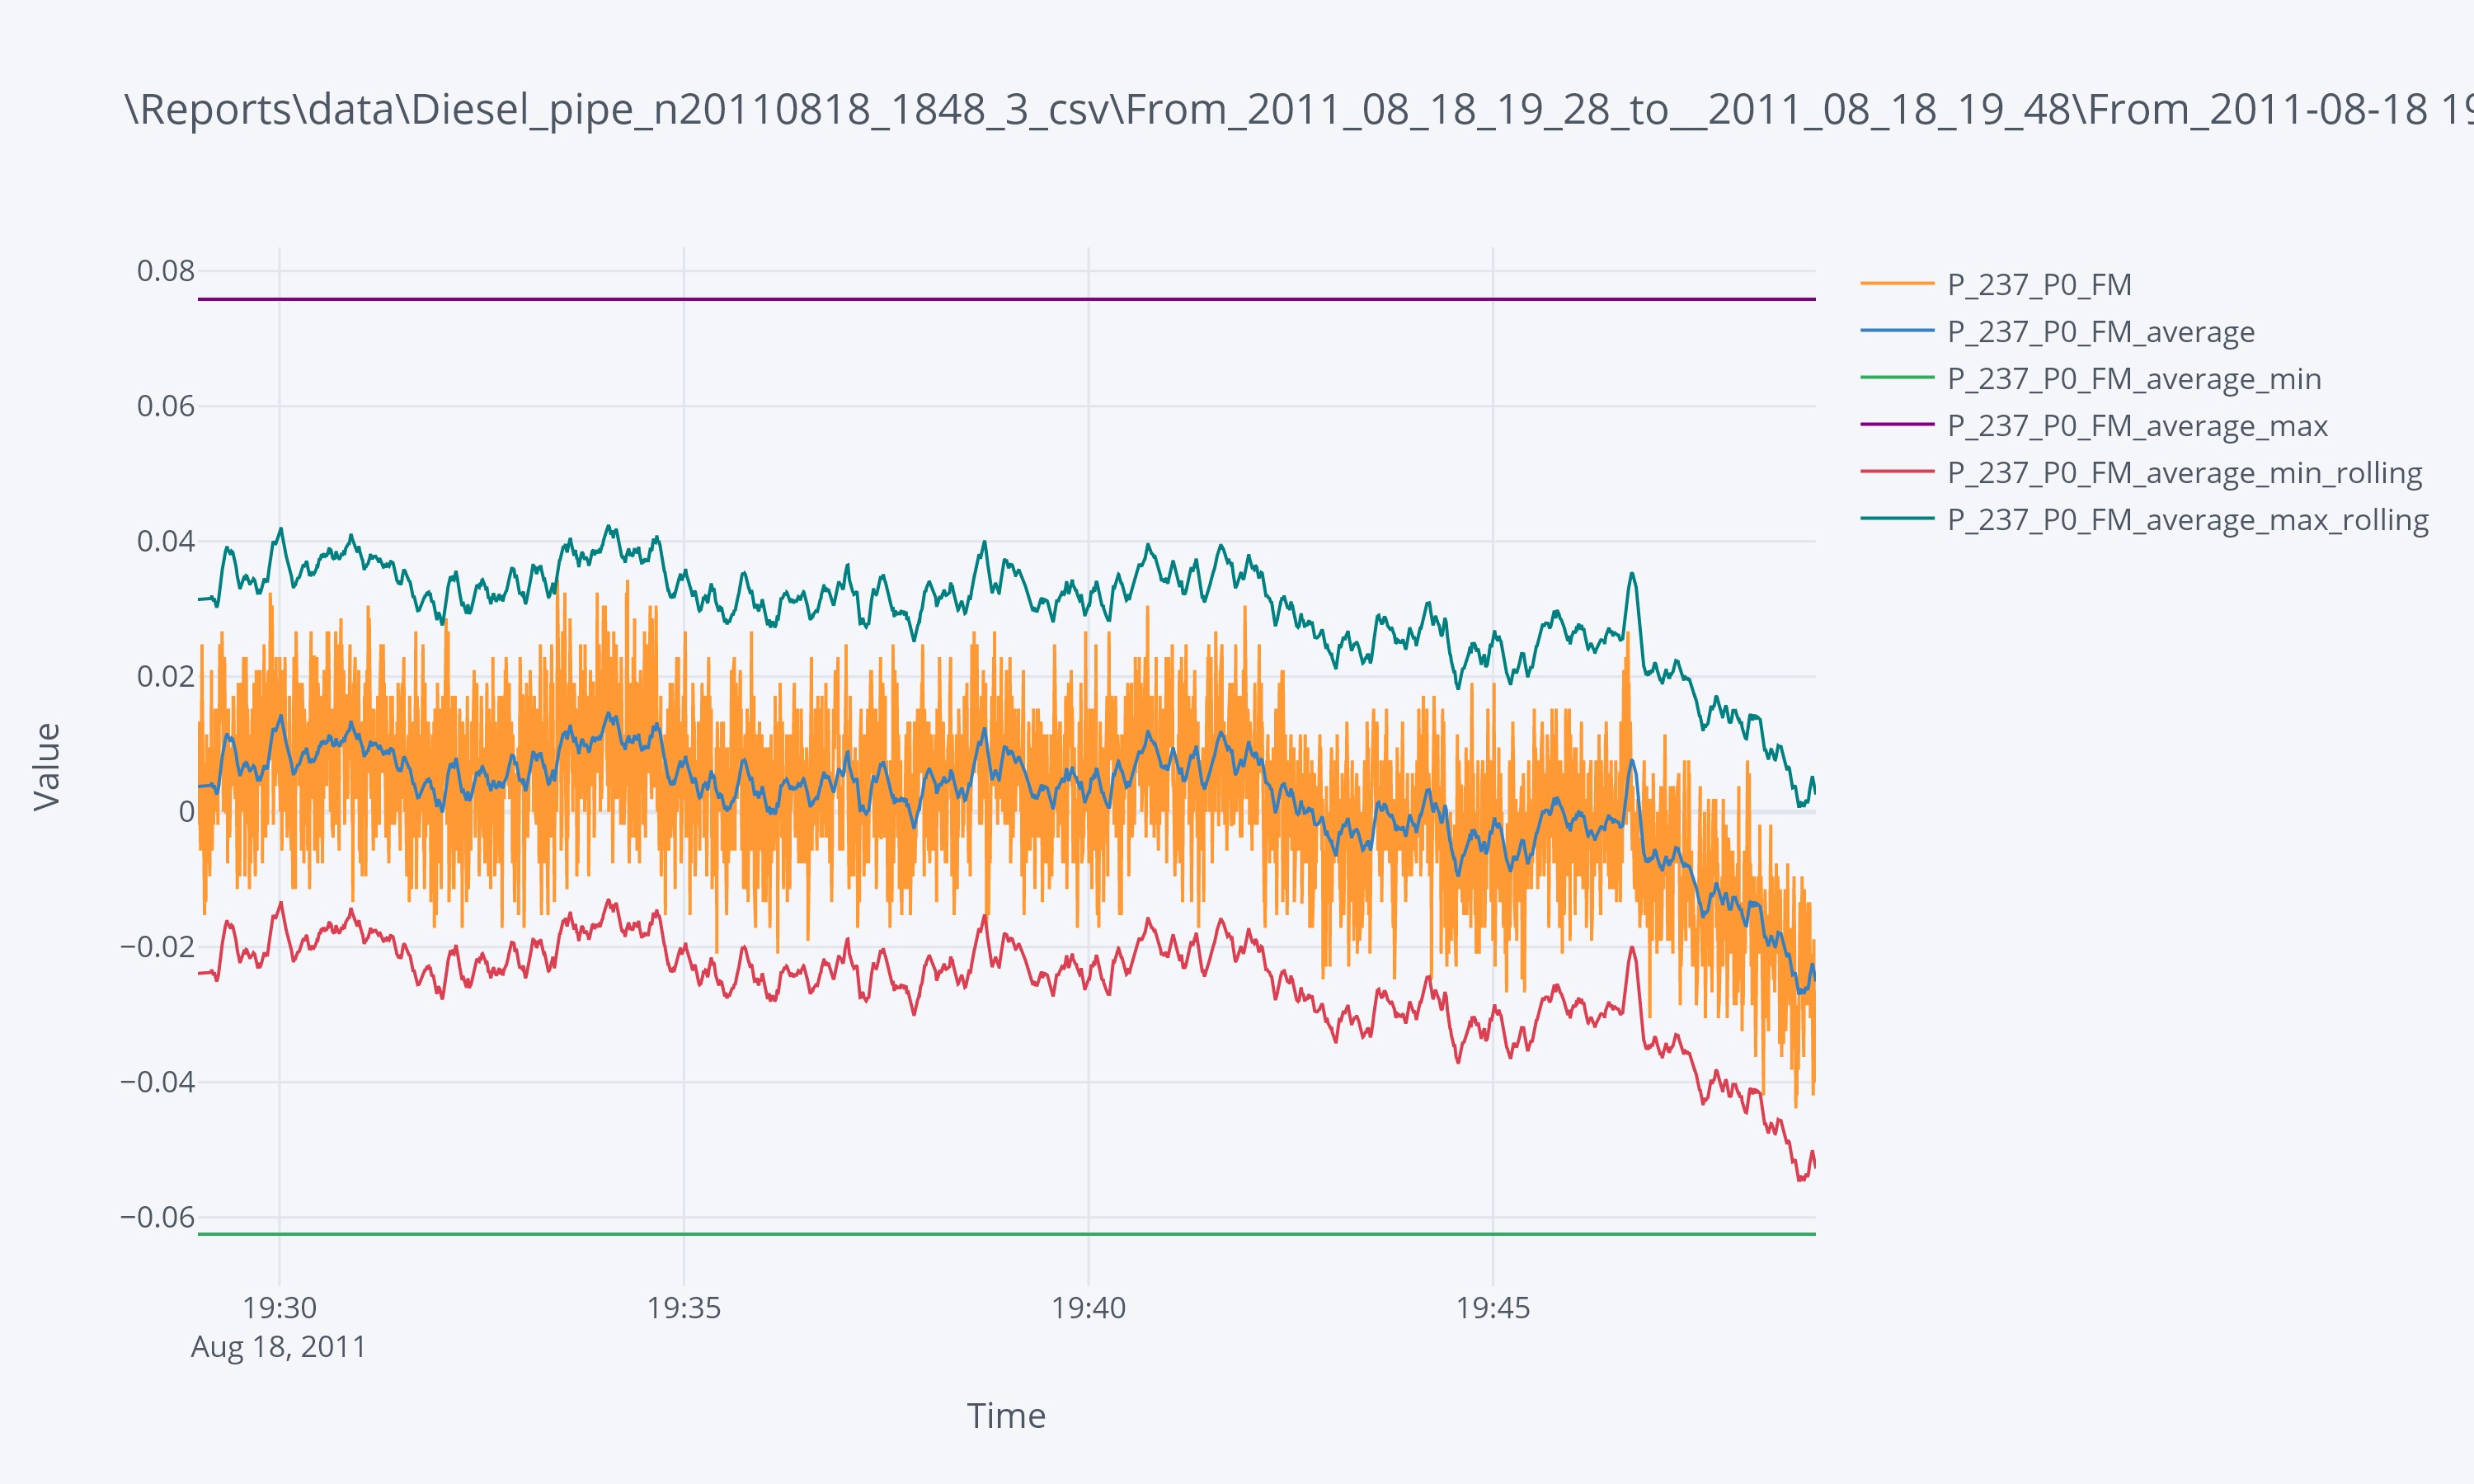 \Reports\data\Diesel_pipe_n20110818_1848_3_csv\From_2011_08_18_19_28_to__2011_08_18_19_48\From_2011-08-18 19
0.08
0.06
0.04
0.02
0
−0.02
−0.04
−0.06
Value
19:30
Aug 18, 2011
19:35
19:40
19:45
Time
P_237_P0_FM
P_237_P0_FM_average
P_237_P0_FM_average_min
P_237_P0_FM_average_max
P_237_P0_FM_average_min_rolling
P_237_P0_FM_average_max_rolling